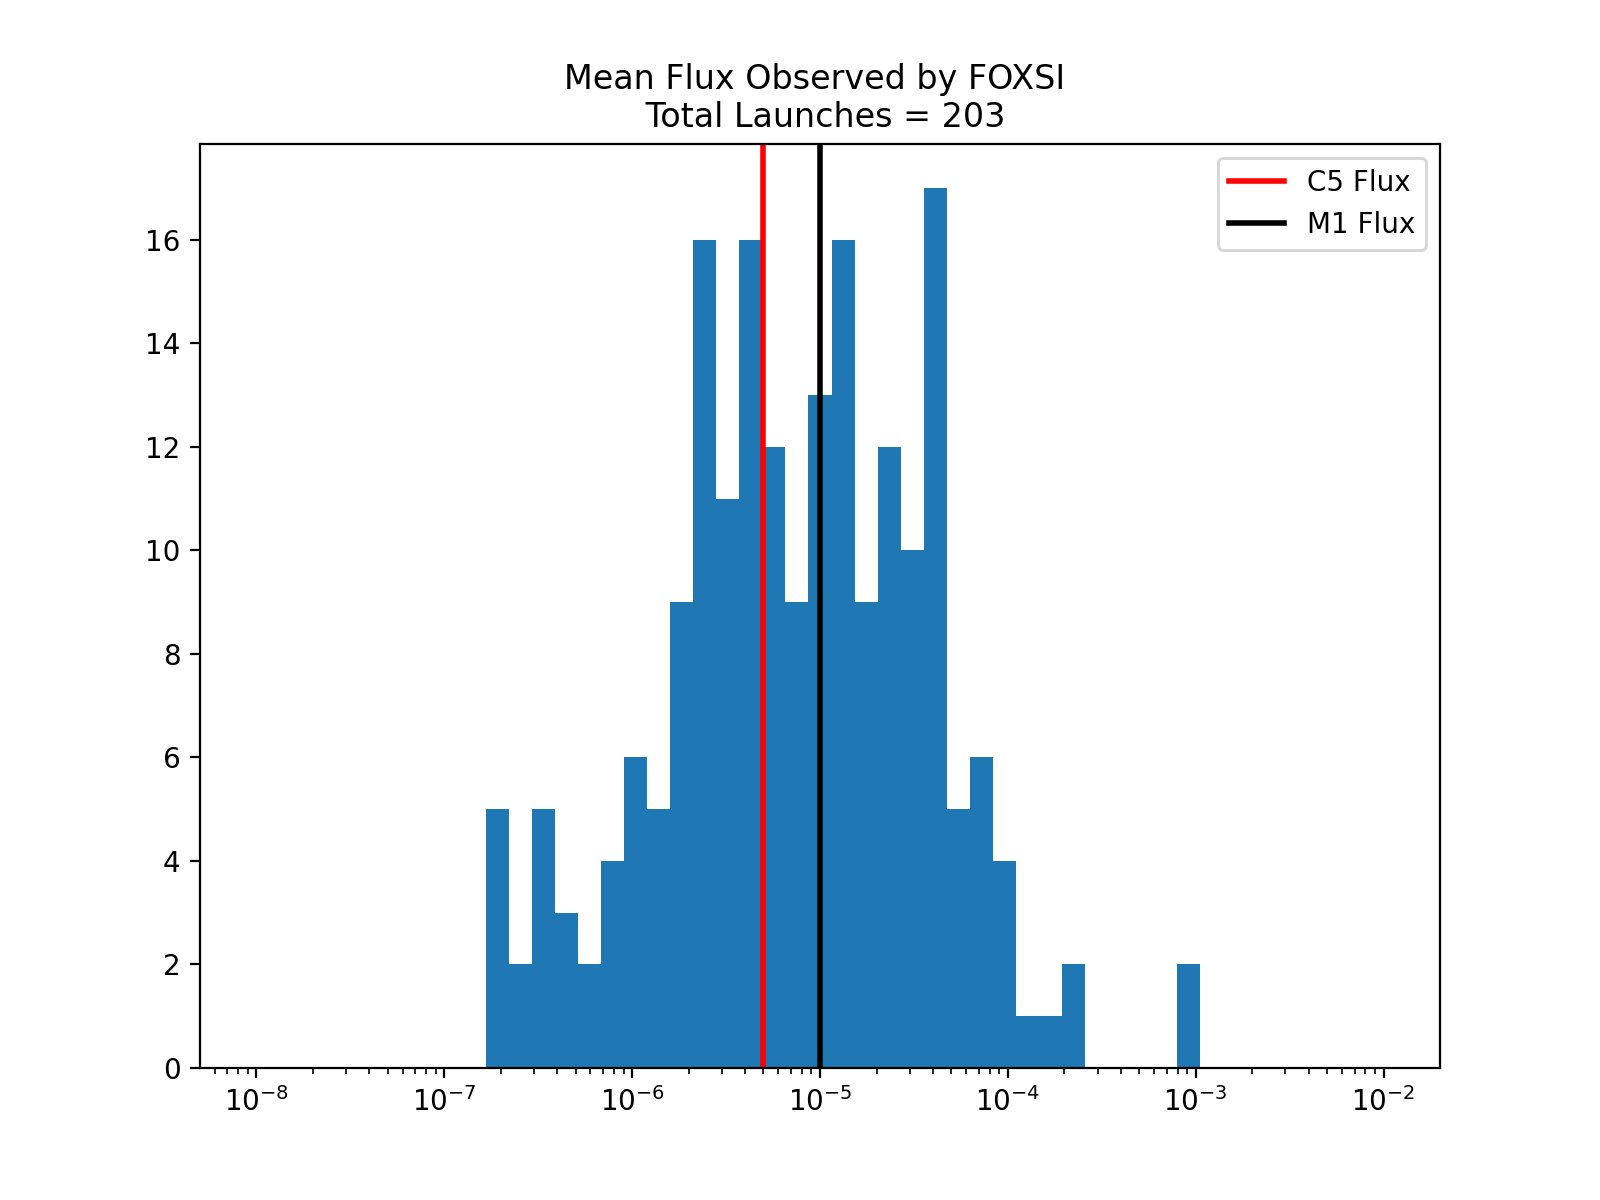 Mean Flux Observed by FOXSI
Total Launches = 203
C5 Flux
M1 Flux
16
14
12
10
8
6
4
2
0
10⁻⁸ 10⁻⁷ 10⁻⁶ 10⁻⁵ 10⁻⁴ 10⁻³ 10⁻²